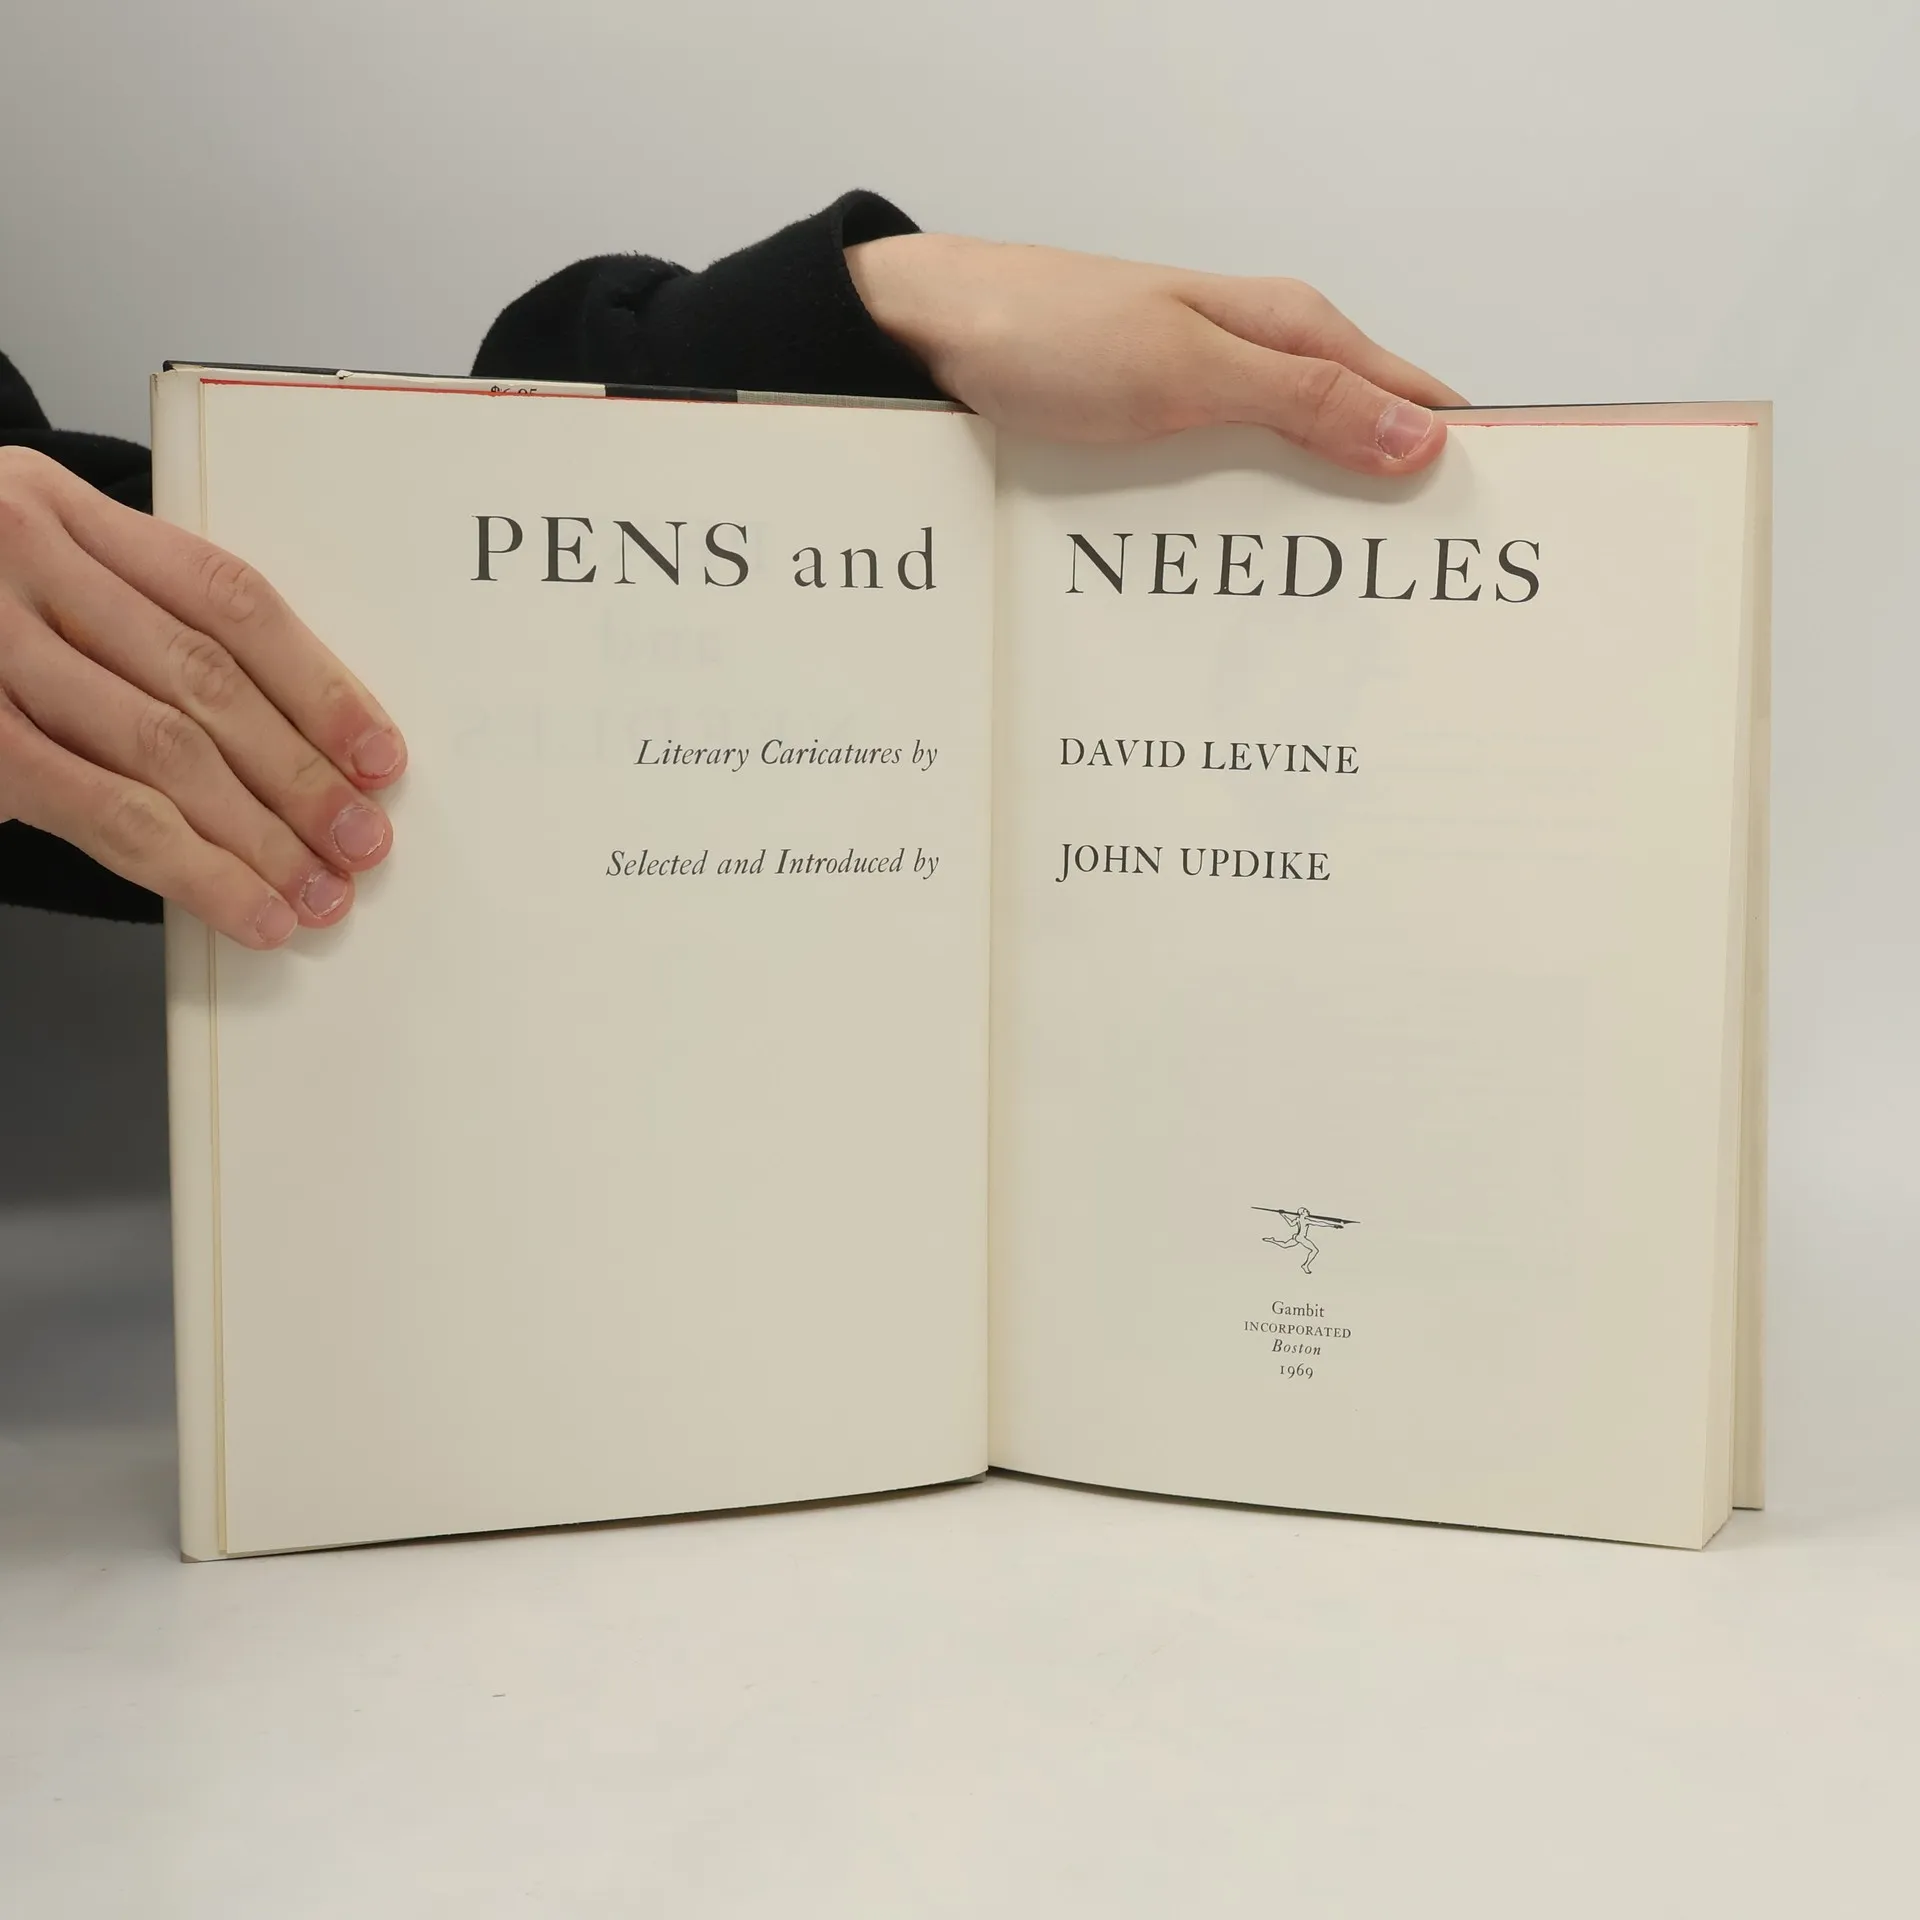 PENS and NEEDLES
Literary Caricatures by DAVID LEVINE
Selected and Introduced by JOHN UPDIKE
Gambit
INCORPORATED
Boston
1969